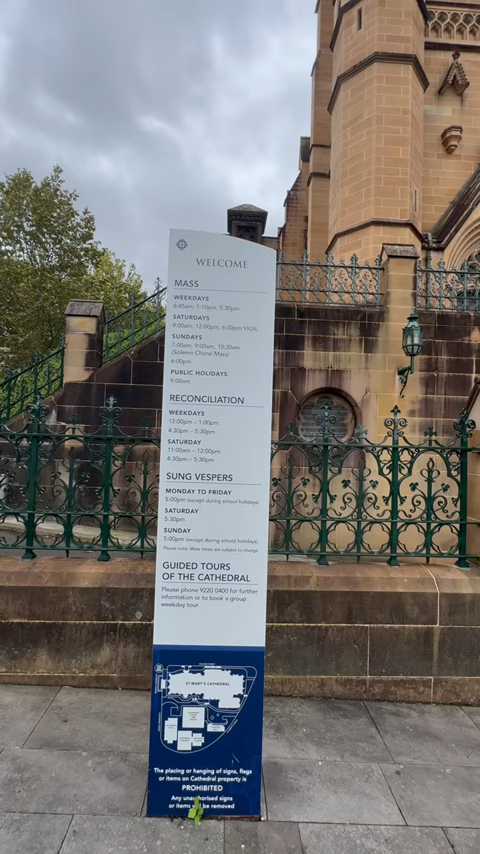 WELCOME
MASS
WEEKDAYS
6:45am, 1:10pm, 5:30pm
SATURDAYS
9:00am, 12:00pm, 6:00pm VIGIL
SUNDAYS
7:00am, 9:00am, 10:30am
(Solemn Choral Mass)
6:00pm
PUBLIC HOLIDAYS
9:00am
RECONCILIATION
WEEKDAYS
12:00pm – 1:00pm
4:30pm – 5:30pm
SATURDAY
11:00am – 12:00pm
4:30pm – 5:30pm
SUNG VESPERS
MONDAY TO FRIDAY
5:00pm (except during school holidays)
SATURDAY
5:30pm
SUNDAY
5:00pm (except during school holidays)
Please note: Mass times are subject to change
GUIDED TOURS
OF THE CATHEDRAL
Please phone 9220 0400 for further
information or to book a group
weekday tour
ST MARY'S CATHEDRAL
The placing or hanging of signs, flags
or items on Cathedral property is
PROHIBITED
Any unauthorised signs
or items will be removed